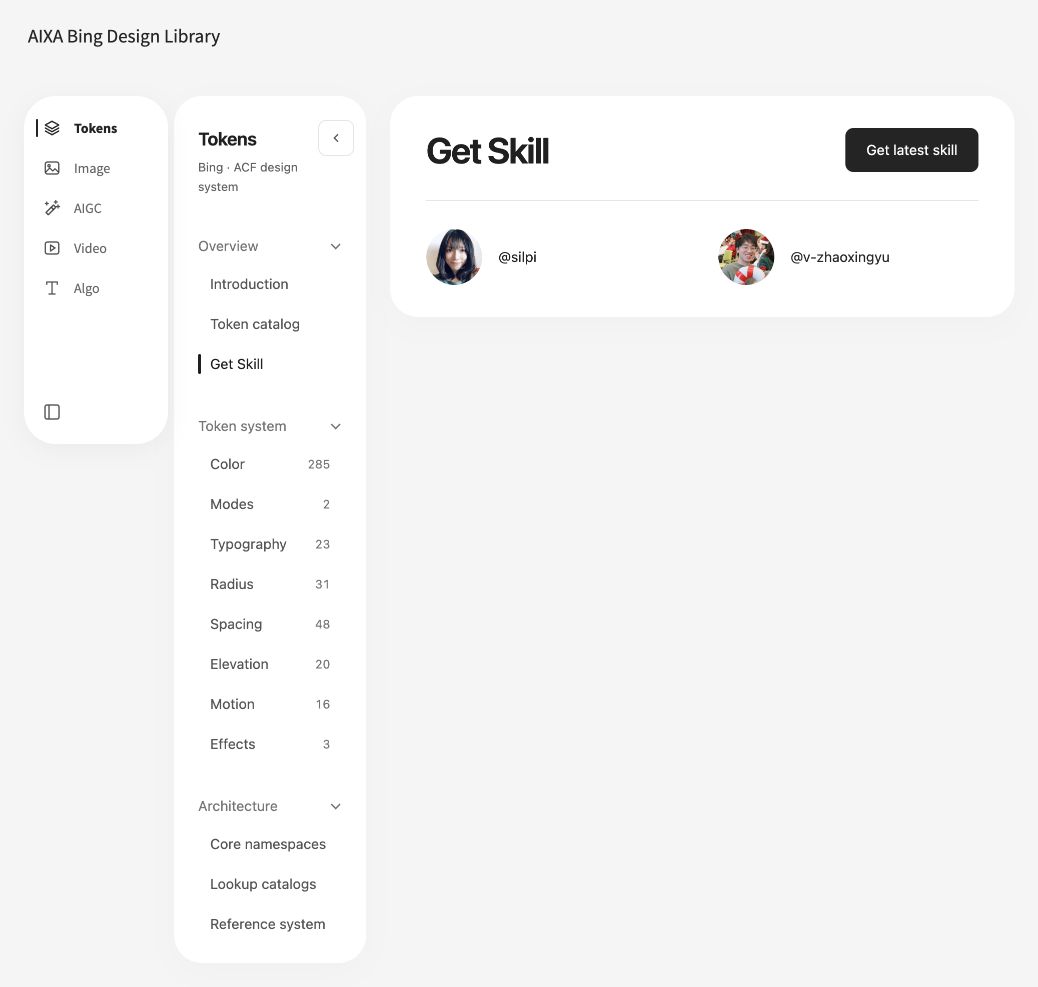 AIXA Bing Design Library
Tokens
Image
AIGC
Video
Algo
Tokens
Bing · ACF design
system
Overview
Introduction
Token catalog
Get Skill
Token system
Color 285
Modes 2
Typography 23
Radius 31
Spacing 48
Elevation 20
Motion 16
Effects 3
Architecture
Core namespaces
Lookup catalogs
Reference system
Get Skill
Get latest skill
@silpi
@v-zhaoxingyu